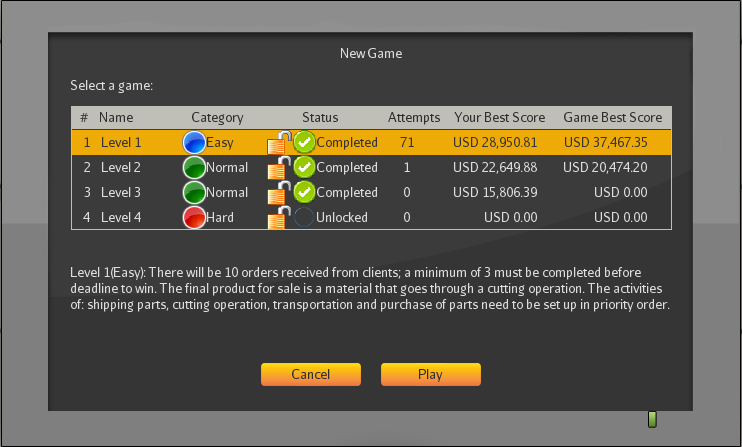 New Game
Select a game:
# Name Category Status Attempts Your Best Score Game Best Score
1 Level 1 Easy Completed 71 USD 28,950.81 USD 37,467.35
2 Level 2 Normal Completed 1 USD 22,649.88 USD 20,474.20
3 Level 3 Normal Completed 0 USD 15,806.39 USD 0.00
4 Level 4 Hard Unlocked 0 USD 0.00 USD 0.00
Level 1(Easy): There will be 10 orders received from clients; a minimum of 3 must be completed before
deadline to win. The final product for sale is a material that goes through a cutting operation. The activities
of: shipping parts, cutting operation, transportation and purchase of parts need to be set up in priority order.
Cancel Play